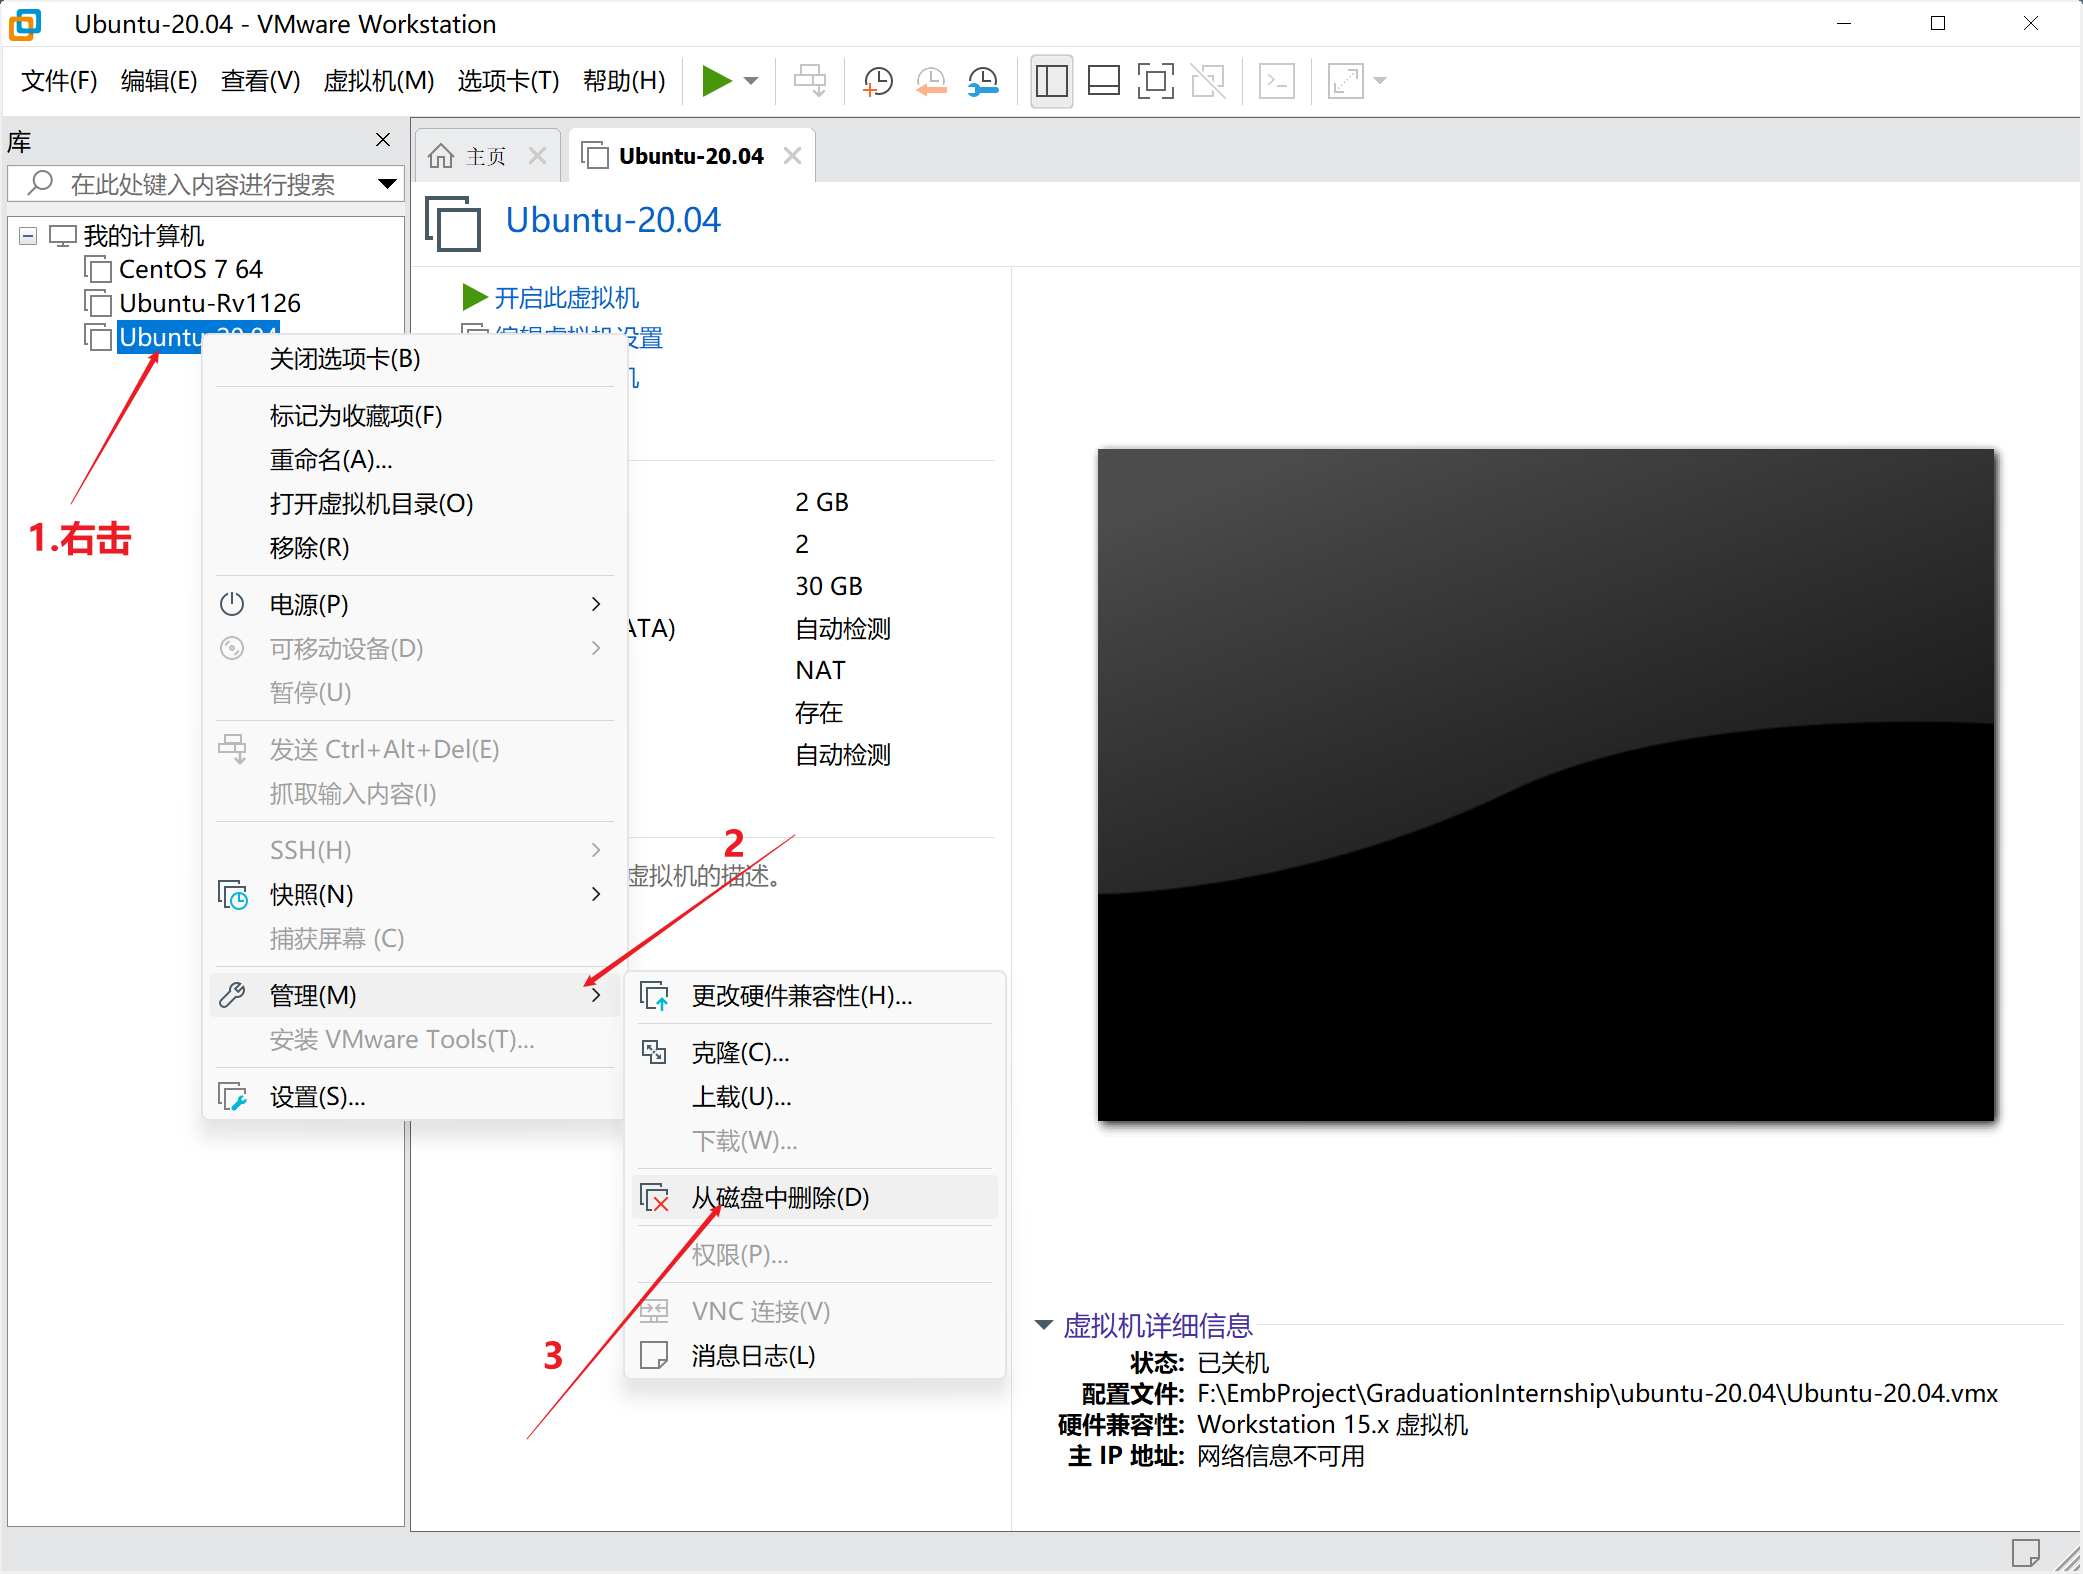 Ubuntu-20.04 - VMware Workstation
文件(F) 编辑(E) 查看(V) 虚拟机(M) 选项卡(T) 帮助(H)
库
在此处键入内容进行搜索
我的计算机
CentOS 7 64
Ubuntu-Rv1126
Ubuntu-20.04
1.右击
主页
Ubuntu-20.04
Ubuntu-20.04
开启此虚拟机
编辑虚拟机设置
机
关闭选项卡(B)
标记为收藏项(F)
重命名(A)...
打开虚拟机目录(O)
移除(R)
电源(P)
可移动设备(D)
暂停(U)
发送 Ctrl+Alt+Del(E)
抓取输入内容(I)
SSH(H)
快照(N)
捕获屏幕 (C)
管理(M)
安装 VMware Tools(T)...
设置(S)...
2 GB
2
30 GB
ATA) 自动检测
NAT
存在
自动检测
2
虚拟机的描述。
更改硬件兼容性(H)...
克隆(C)...
上载(U)...
下载(W)...
从磁盘中删除(D)
权限(P)...
VNC 连接(V)
消息日志(L)
3
虚拟机详细信息
状态: 已关机
配置文件: F:\EmbProject\GraduationInternship\ubuntu-20.04\Ubuntu-20.04.vmx
硬件兼容性: Workstation 15.x 虚拟机
主 IP 地址: 网络信息不可用